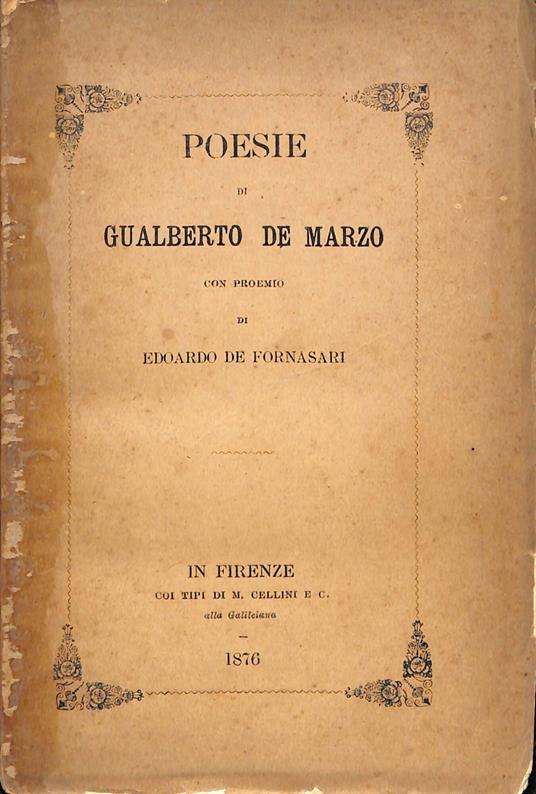 POESIE
DI
GUALBERTO DE MARZO
CON PROEMIO
DI
EDOARDO DE FORNASARI
IN FIRENZE
COI TIPI DI M. CELLINI E C.
alla Galileiana
1876